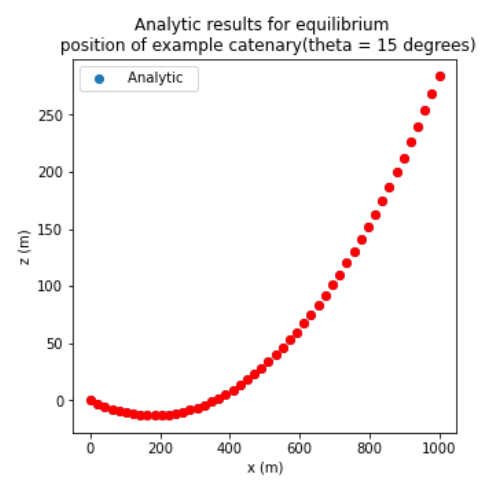 Analytic results for equilibrium
position of example catenary(theta = 15 degrees)
Analytic
250
200
150
100
50
0
z (m)
0 200 400 600 800 1000
x (m)